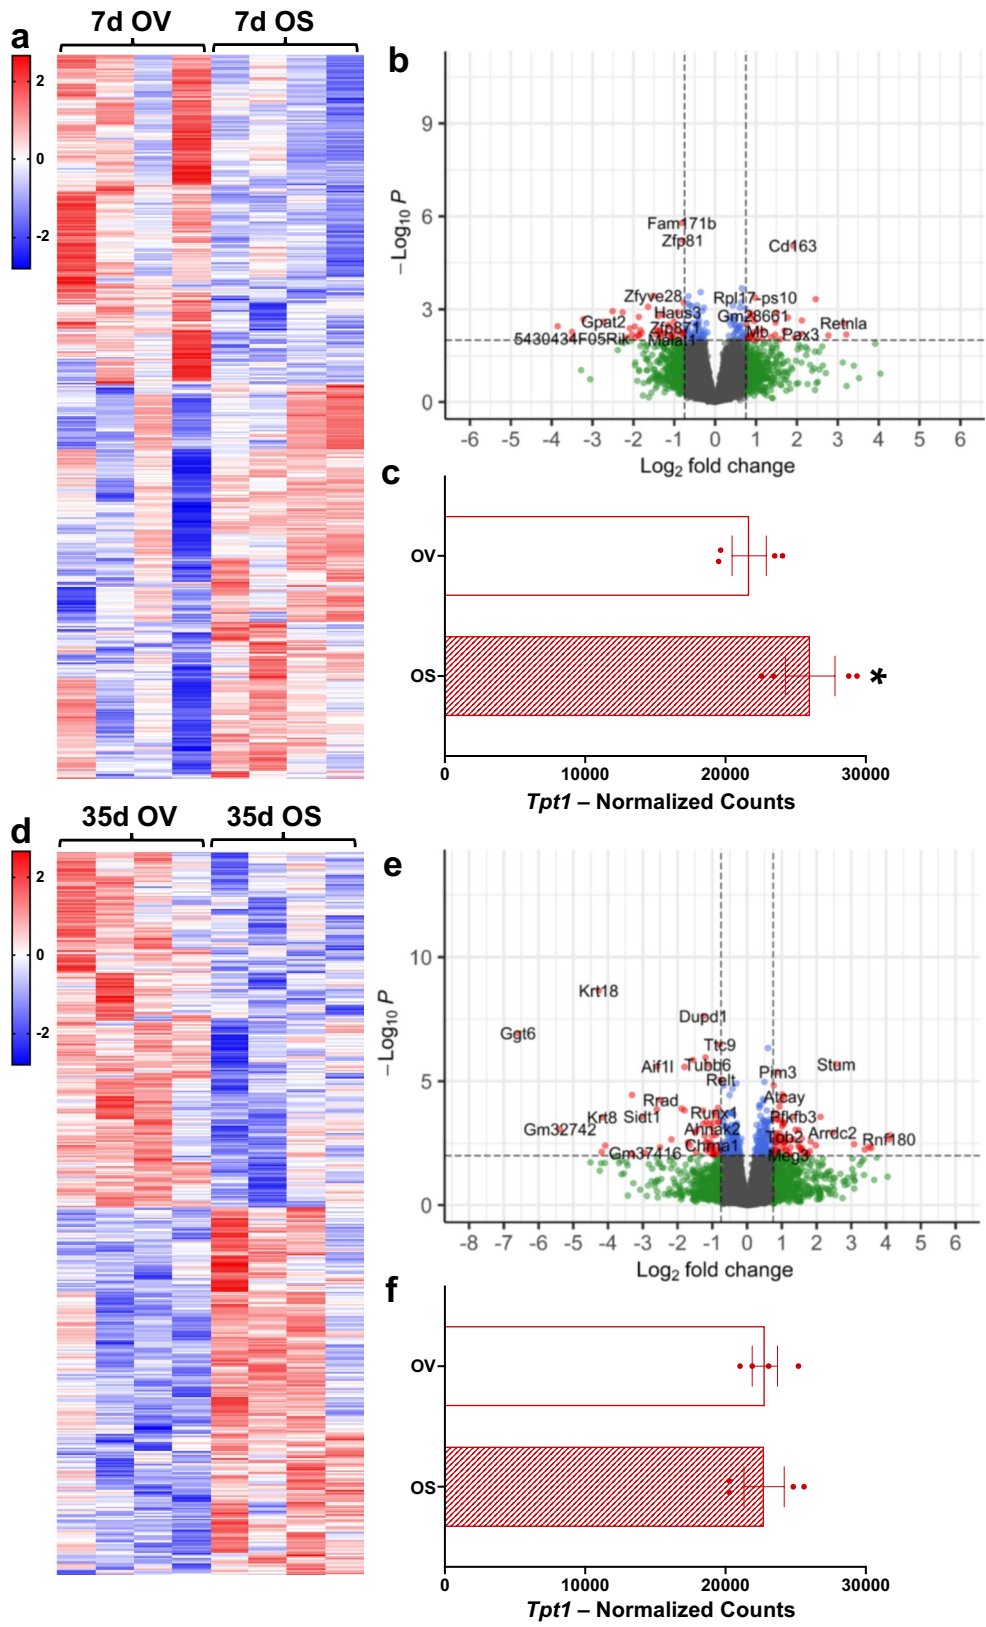 a
7d OV
7d OS
2
0
-2
b
9
6
3
0
−Log10 P
Fam171b
Zfp81
Cd163
Zfyve28
Rpl17-ps10
Haus3
Gm28661
Gpat2
Zfp871
Retnla
Mb
Pax3
5430434F05Rik
Malat1
-6 -5 -4 -3 -2 -1 0 1 2 3 4 5 6
Log2 fold change
c
OV
OS
*
0 10000 20000 30000
Tpt1 – Normalized Counts
d
35d OV
35d OS
2
0
-2
e
10
5
0
−Log10 P
Krt18
Dupd1
Ggt6
Ttc9
Aif1l
Tubb6
Stum
Relt
Pim3
Rrad
Atcay
Krt8
Sidt1
Runx1
Pfkfb3
Gm32742
Ahnak2
Tob2
Arrdc2
Rnf180
Chrna1
Gm37416
Meg3
-8 -7 -6 -5 -4 -3 -2 -1 0 1 2 3 4 5 6
Log2 fold change
f
OV
OS
0 10000 20000 30000
Tpt1 – Normalized Counts